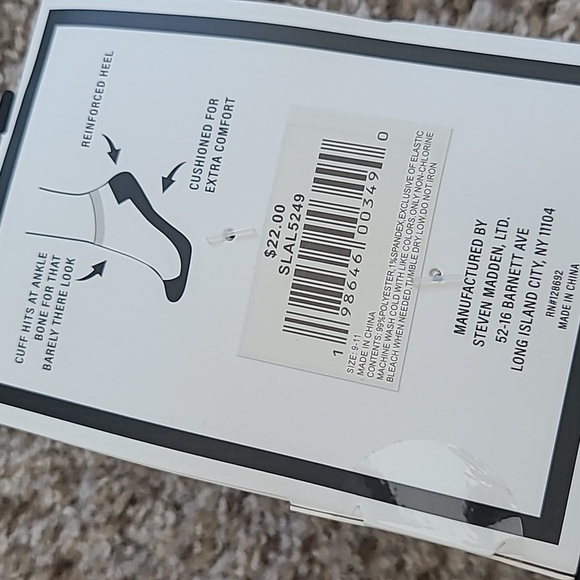 REINFORCED HEEL
CUSHIONED FOR
EXTRA COMFORT
CUFF HITS AT ANKLE
BONE FOR THAT
BARELY THERE LOOK
$22.00
SLAL5249
1 98646 00349 0
SIZE: 9-11
MADE IN CHINA
CONTENTS: 99%POLYESTER,1%SPANDEX,EXCLUSIVE OF ELASTIC
MACHINE WASH COLD WITH LIKE COLORS, ONLY NON-CHLORINE
BLEACH WHEN NEEDED,TUMBLE DRY LOW,DO NOT IRON
MANUFACTURED BY
STEVEN MADDEN, LTD.
52-16 BARNETT AVE
LONG ISLAND CITY, NY 11104
RN#128692
MADE IN CHINA